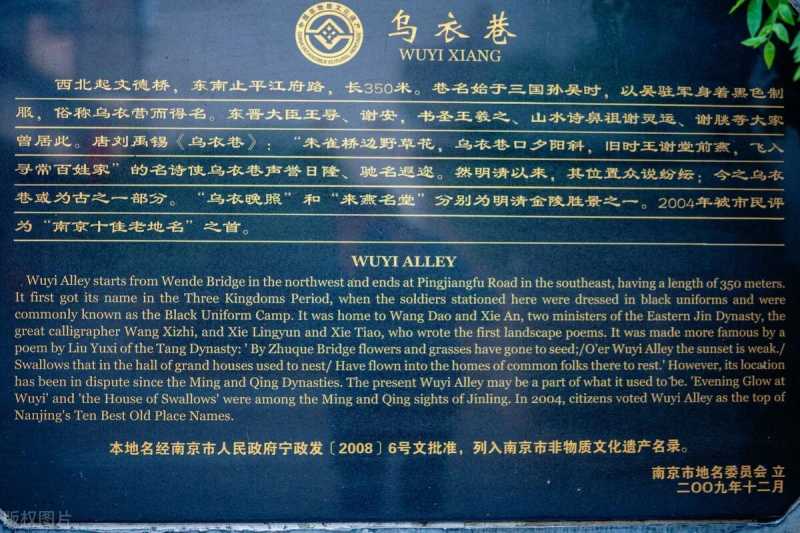 乌衣巷
WUYI XIANG
西北起文德桥，东南止平江府路，长350米。巷名始于三国孙吴时，以吴驻军身着黑色制
服，俗称乌衣营而得名。东晋大臣王导、谢安，书圣王羲之、山水诗鼻祖谢灵运、谢朓等大家
曾居此。唐刘禹锡《乌衣巷》：“朱雀桥边野草花，乌衣巷口夕阳斜，旧时王谢堂前燕，飞入
寻常百姓家”的名诗使乌衣巷声誉日隆、驰名遐迩。然明清以来，其位置众说纷纭；今之乌衣
巷或为古之一部分。“乌衣晚照”和“来燕名堂”分别为明清金陵胜景之一。2004年被市民评
为“南京十佳老地名”之首。
WUYI ALLEY
Wuyi Alley starts from Wende Bridge in the northwest and ends at Pingjiangfu Road in the southeast, having a length of 350 meters.
It first got its name in the Three Kingdoms Period, when the soldiers stationed here were dressed in black uniforms and were
commonly known as the Black Uniform Camp. It was home to Wang Dao and Xie An, two ministers of the Eastern Jin Dynasty, the
great calligrapher Wang Xizhi, and Xie Lingyun and Xie Tiao, who wrote the first landscape poems. It was made more famous by a
poem by Liu Yuxi of the Tang Dynasty: ' By Zhuque Bridge flowers and grasses have gone to seed;/O'er Wuyi Alley the sunset is weak./
Swallows that in the hall of grand houses used to nest/ Have flown into the homes of common folks there to rest.' However, its location
has been in dispute since the Ming and Qing Dynasties. The present Wuyi Alley may be a part of what it used to be. 'Evening Glow at
Wuyi' and 'the House of Swallows' were among the Ming and Qing sights of Jinling. In 2004, citizens voted Wuyi Alley as the top of
Nanjing's Ten Best Old Place Names.
本地名经南京市人民政府宁政发〔2008〕6号文批准，列入南京市非物质文化遗产名录。
南京市地名委员会 立
二〇〇九年十二月
版权图片